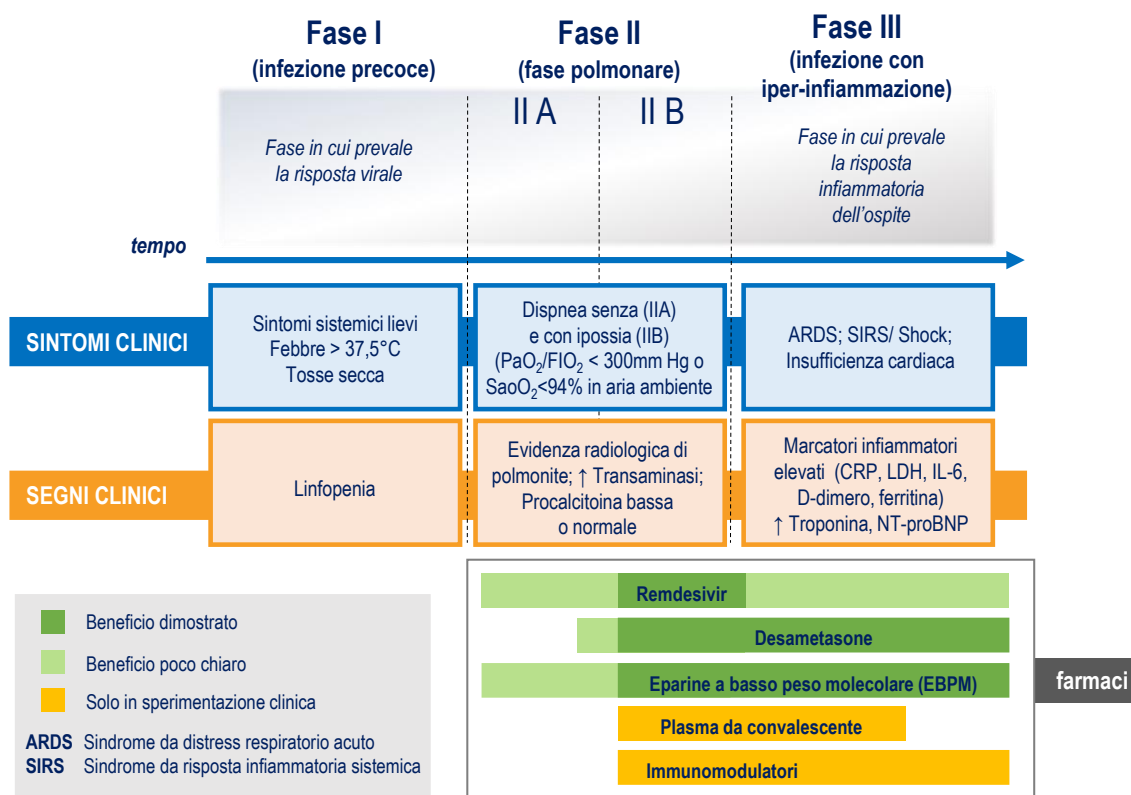 Fase I
(infezione precoce)
Fase II
(fase polmonare)
Fase III
(infezione con
iper-infiammazione)
II A
II B
Fase in cui prevale
la risposta virale
Fase in cui prevale
la risposta
infiammatoria
dell'ospite
tempo
SINTOMI CLINICI
Sintomi sistemici lievi
Febbre > 37,5°C
Tosse secca
Dispnea senza (IIA)
e con ipossia (IIB)
(PaO₂/FIO₂ < 300mm Hg o
SaoO₂<94% in aria ambiente
ARDS; SIRS/ Shock;
Insufficienza cardiaca
SEGNI CLINICI
Linfopenia
Evidenza radiologica di
polmonite; ↑ Transaminasi;
Procalcitoina bassa
o normale
Marcatori infiammatori
elevati (CRP, LDH, IL-6,
D-dimero, ferritina)
↑ Troponina, NT-proBNP
Beneficio dimostrato
Beneficio poco chiaro
Solo in sperimentazione clinica
ARDS Sindrome da distress respiratorio acuto
SIRS Sindrome da risposta infiammatoria sistemica
Remdesivir
Desametasone
Eparine a basso peso molecolare (EBPM)
Plasma da convalescente
Immunomodulatori
farmaci